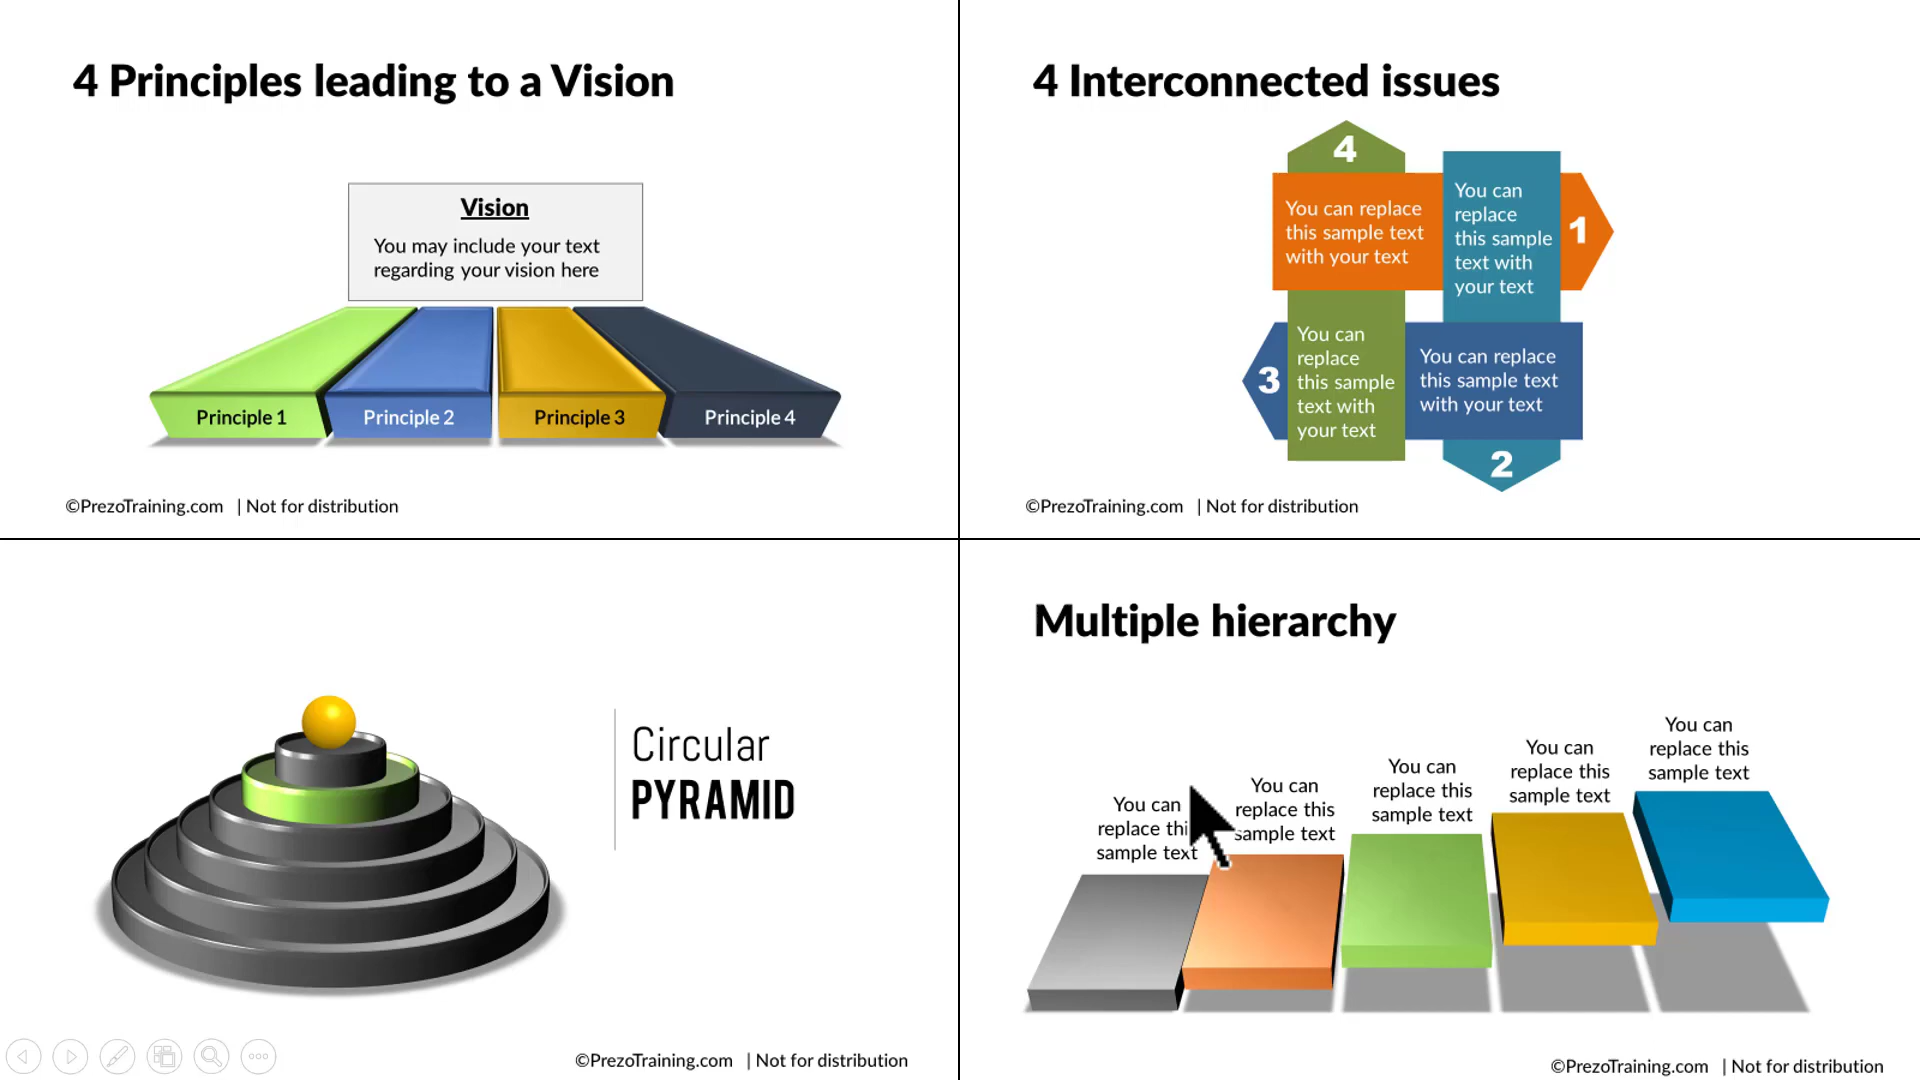 4 Principles leading to a Vision
Vision
You may include your text
regarding your vision here
Principle 1
Principle 2
Principle 3
Principle 4
©PrezoTraining.com | Not for distribution
4 Interconnected issues
4
You can replace
this sample text
with your text
You can
replace
this sample
text with
your text
1
3
You can
replace
this sample
text with
your text
You can replace
this sample text
with your text
2
©PrezoTraining.com | Not for distribution
Circular
PYRAMID
©PrezoTraining.com | Not for distribution
Multiple hierarchy
You can
replace thi
sample text
You can
replace this
sample text
You can
replace this
sample text
You can
replace this
sample text
You can
replace this
sample text
©PrezoTraining.com | Not for distribution